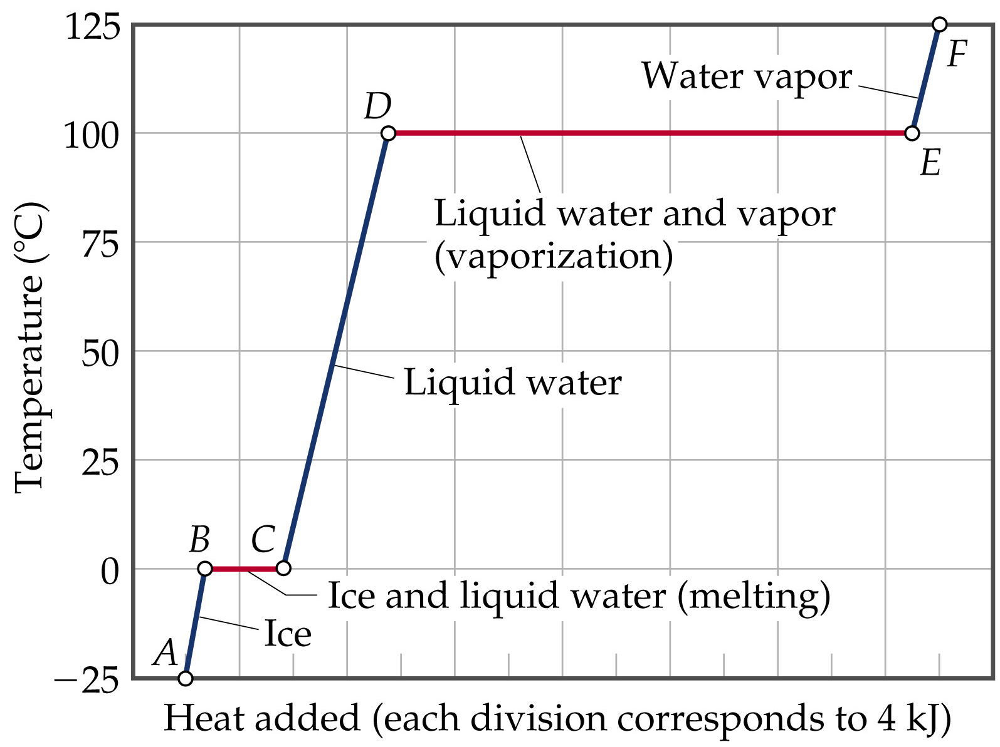 125
F
Water vapor
D
100
E
Liquid water and vapor
(vaporization)
75
Temperature (°C)
50
Liquid water
25
B
C
0
Ice and liquid water (melting)
Ice
A
−25
Heat added (each division corresponds to 4 kJ)